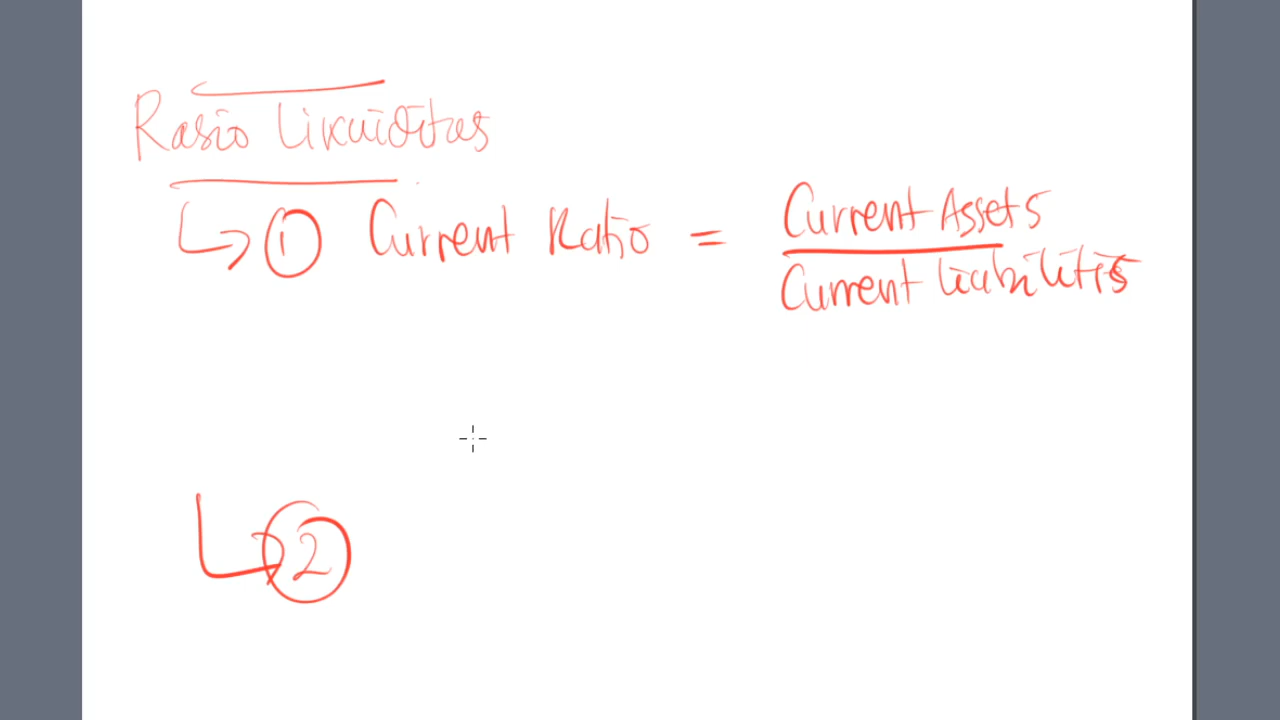 Rasio Likuiditas
① Current Ratio = Current Assets
Current Liabilities
②